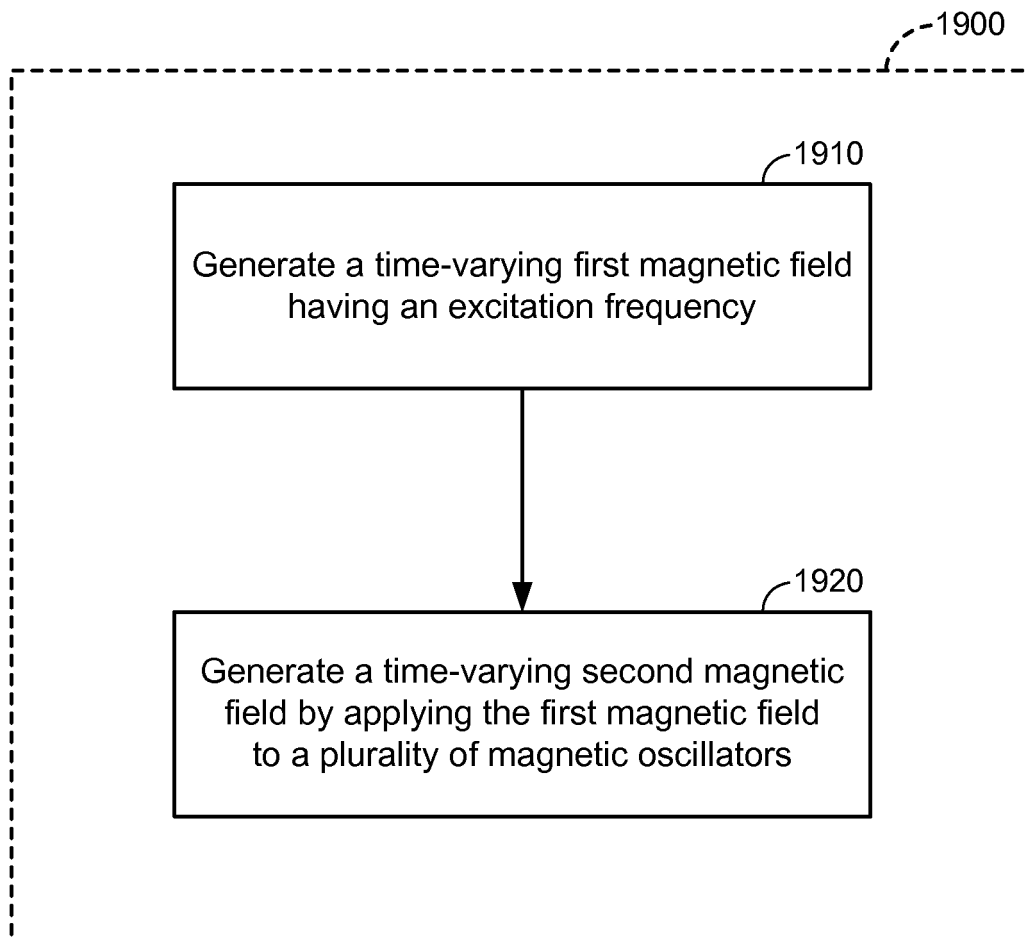 1900
1910
Generate a time-varying first magnetic field
having an excitation frequency
1920
Generate a time-varying second magnetic
field by applying the first magnetic field
to a plurality of magnetic oscillators